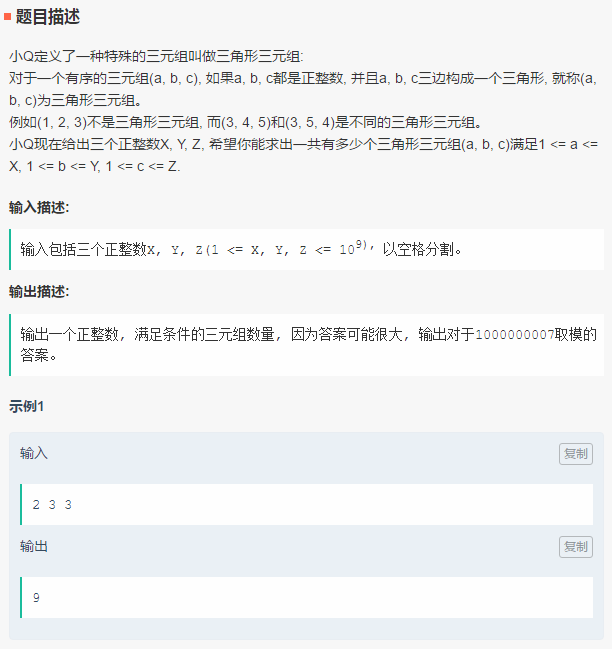 题目描述
小Q定义了一种特殊的三元组叫做三角形三元组:
对于一个有序的三元组(a, b, c), 如果a, b, c都是正整数, 并且a, b, c三边构成一个三角形, 就称(a,
b, c)为三角形三元组。
例如(1, 2, 3)不是三角形三元组, 而(3, 4, 5)和(3, 5, 4)是不同的三角形三元组。
小Q现在给出三个正整数X, Y, Z, 希望你能求出一共有多少个三角形三元组(a, b, c)满足1 <= a <=
X, 1 <= b <= Y, 1 <= c <= Z.
输入描述:
输入包括三个正整数X, Y, Z(1 <= X, Y, Z <= 10^9), 以空格分割。
输出描述:
输出一个正整数, 满足条件的三元组数量, 因为答案可能很大, 输出对于1000000007取模的
答案。
示例1
输入
复制
2 3 3
输出
复制
9